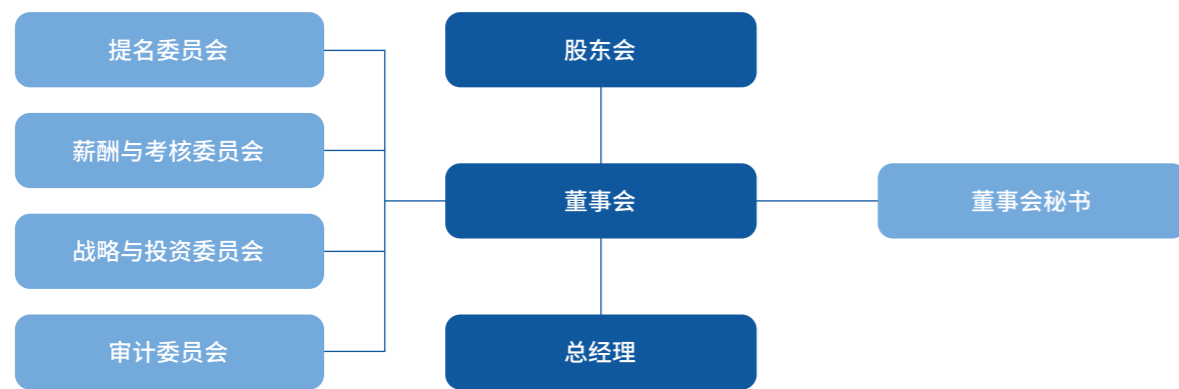 提名委员会
股东会
薪酬与考核委员会
董事会
董事会秘书
战略与投资委员会
审计委员会
总经理